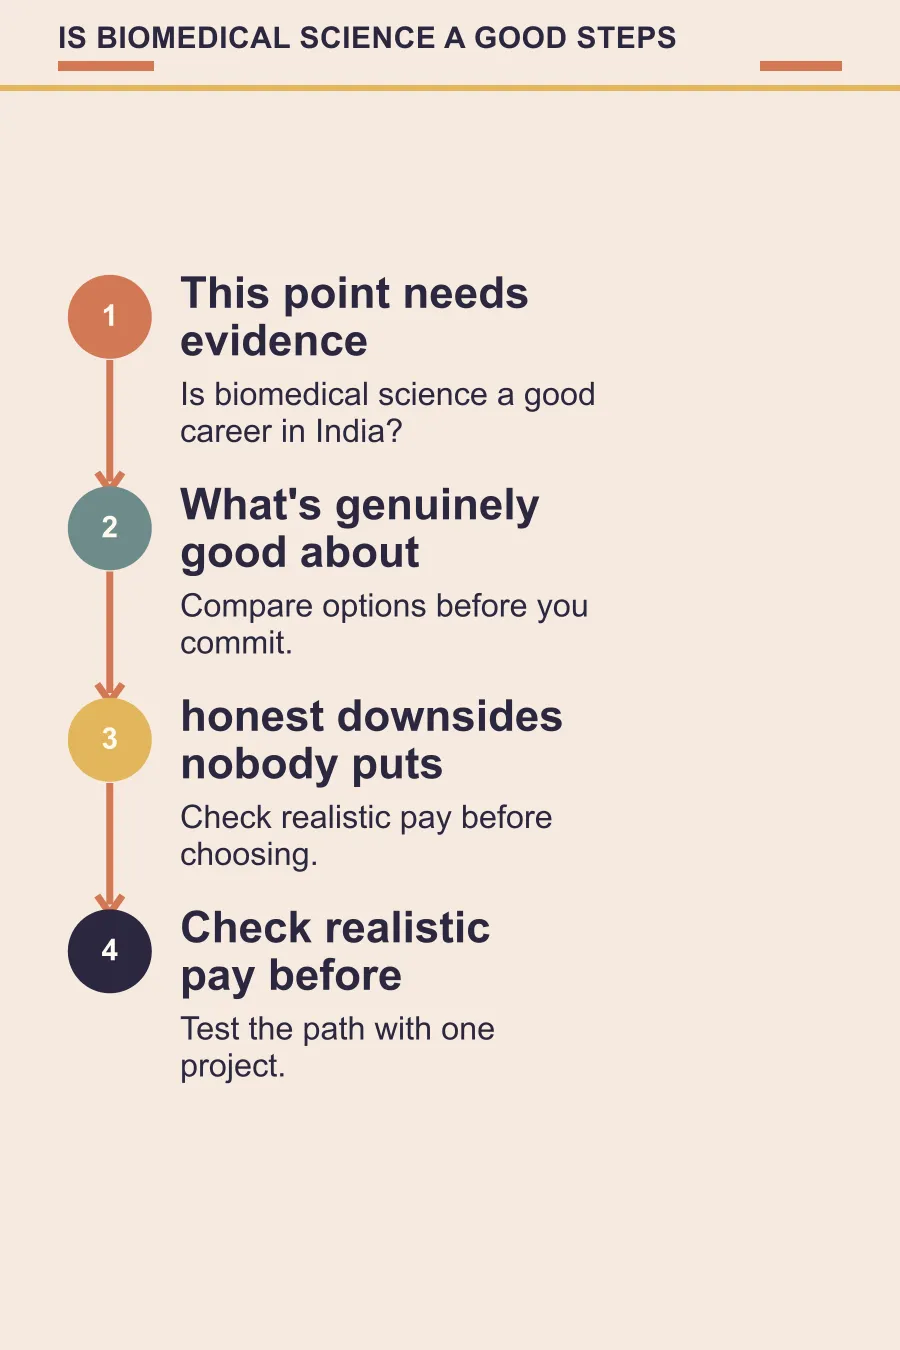 IS BIOMEDICAL SCIENCE A GOOD STEPS
1
This point needs
evidence
Is biomedical science a good
career in India?
2
What's genuinely
good about
Compare options before you
commit.
3
honest downsides
nobody puts
Check realistic pay before
choosing.
4
Check realistic
pay before
Test the path with one
project.